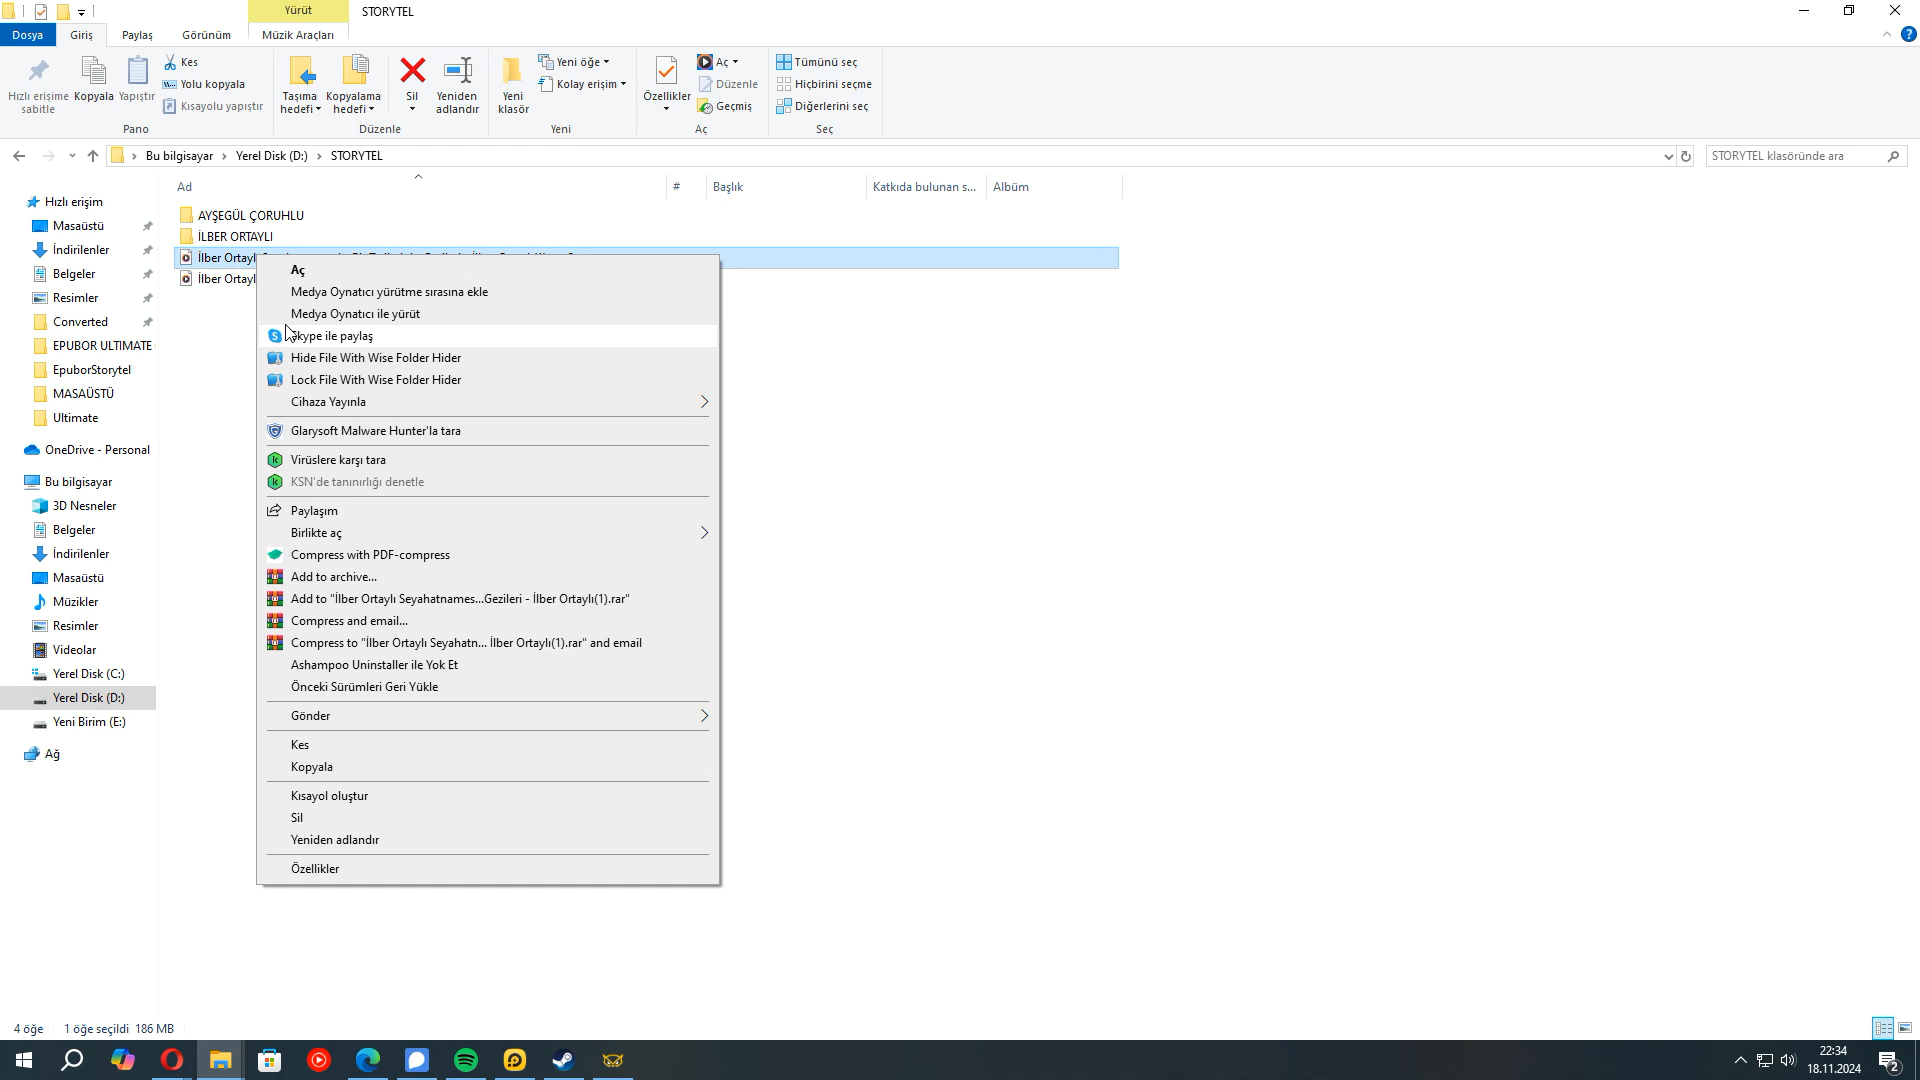 Yürüt
STORYTEL
Dosya
Giriş
Paylaş
Görünüm
Müzik Araçları
Hızlı erişime
sabitle
Kopyala
Yapıştır
Kes
Yolu kopyala
Kısayolu yapıştır
Pano
Taşıma
hedefi
Kopyalama
hedefi
Sil
Yeniden
adlandır
Düzenle
Yeni
klasör
Yeni öğe
Kolay erişim
Yeni
Özellikler
Aç
Düzenle
Geçmiş
Aç
Tümünü seç
Hiçbirini seçme
Diğerlerini seç
Seç
Bu bilgisayar
Yerel Disk (D:)
STORYTEL
STORYTEL klasöründe ara
Ad
#
Başlık
Katkıda bulunan s...
Albüm
Hızlı erişim
Masaüstü
İndirilenler
Belgeler
Resimler
Converted
EPUBOR ULTIMATE
EpuborStorytel
MASAÜSTÜ
Ultimate
OneDrive - Personal
Bu bilgisayar
3D Nesneler
Belgeler
İndirilenler
Masaüstü
Müzikler
Resimler
Videolar
Yerel Disk (C:)
Yerel Disk (D:)
Yeni Birim (E:)
Ağ
AYŞEGÜL ÇORUHLU
İLBER ORTAYLI
İlber Ortaylı
İlber Ortayl
Aç
Medya Oynatıcı yürütme sırasına ekle
Medya Oynatıcı ile yürüt
Skype ile paylaş
Hide File With Wise Folder Hider
Lock File With Wise Folder Hider
Cihaza Yayınla
Glarysoft Malware Hunter'la tara
Virüslere karşı tara
KSN'de tanınırlığı denetle
Paylaşım
Birlikte aç
Compress with PDF-compress
Add to archive...
Add to "İlber Ortaylı Seyahatnames...Gezileri - İlber Ortaylı(1).rar"
Compress and email...
Compress to "İlber Ortaylı Seyahatn... İlber Ortaylı(1).rar" and email
Ashampoo Uninstaller ile Yok Et
Önceki Sürümleri Geri Yükle
Gönder
Kes
Kopyala
Kısayol oluştur
Sil
Yeniden adlandır
Özellikler
4 öğe
1 öğe seçildi 186 MB
22:34
18.11.2024
2